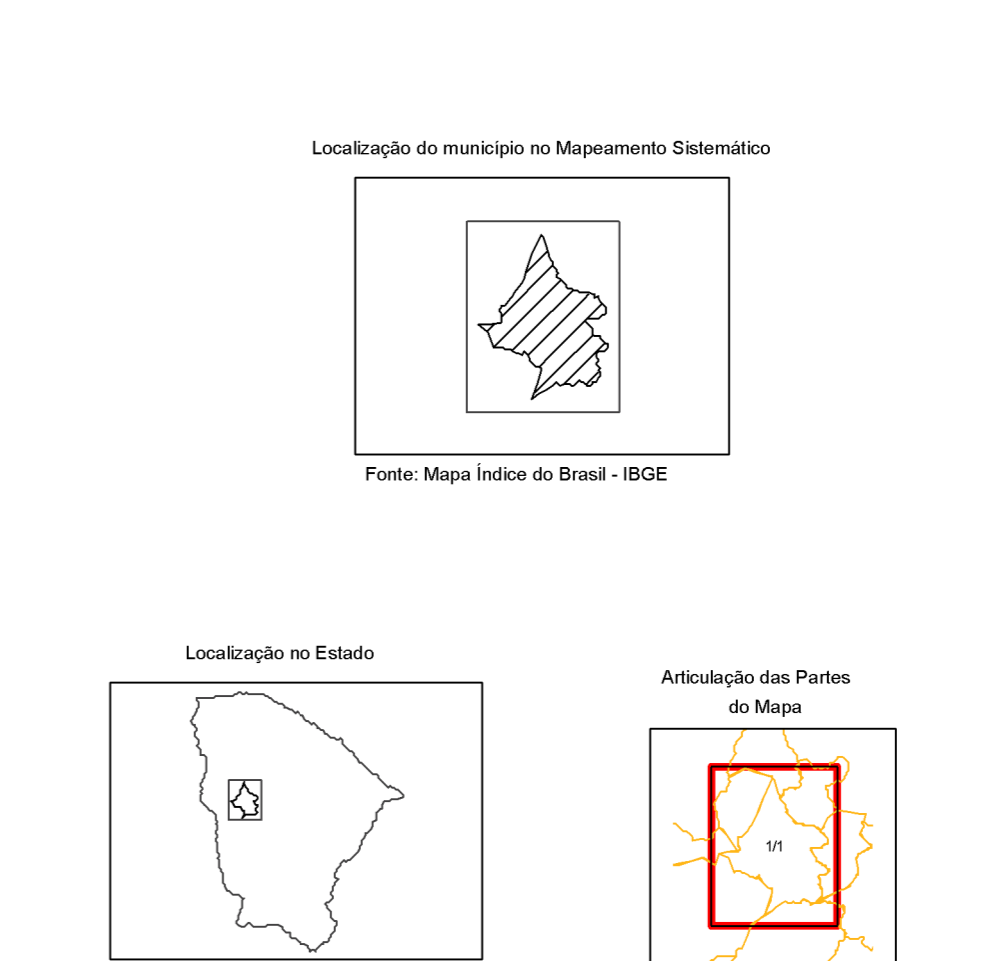 Localização do município no Mapeamento Sistemático
Fonte: Mapa Índice do Brasil - IBGE
Localização no Estado
Articulação das Partes
do Mapa
1/1